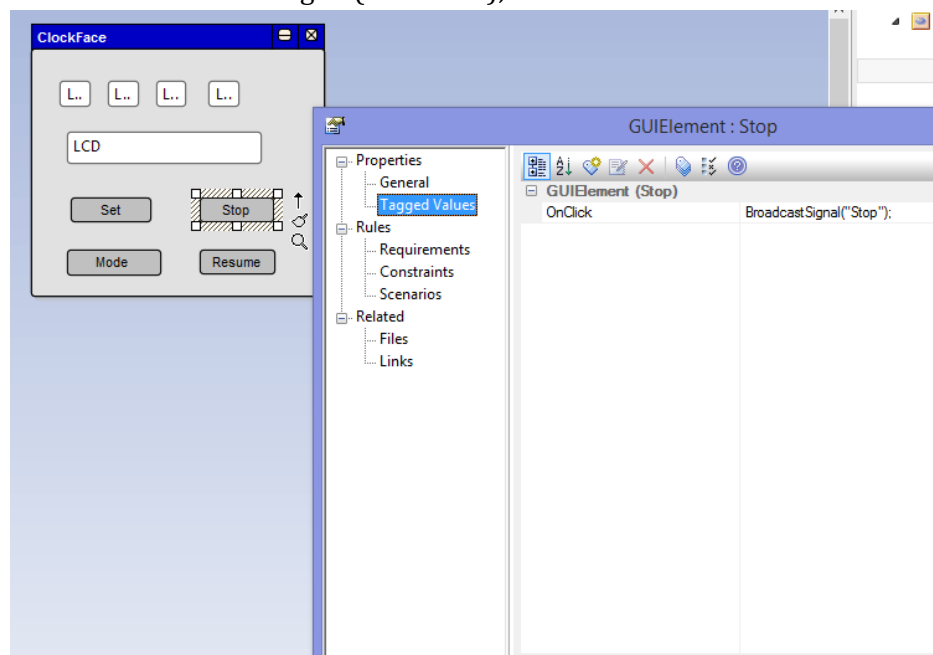 ClockFace
L..
L..
L..
L..
LCD
Set
Stop
Mode
Resume
GUIElement : Stop
Properties
General
Tagged Values
Rules
Requirements
Constraints
Scenarios
Related
Files
Links
GUIElement (Stop)
OnClick BroadcastSignal("Stop");